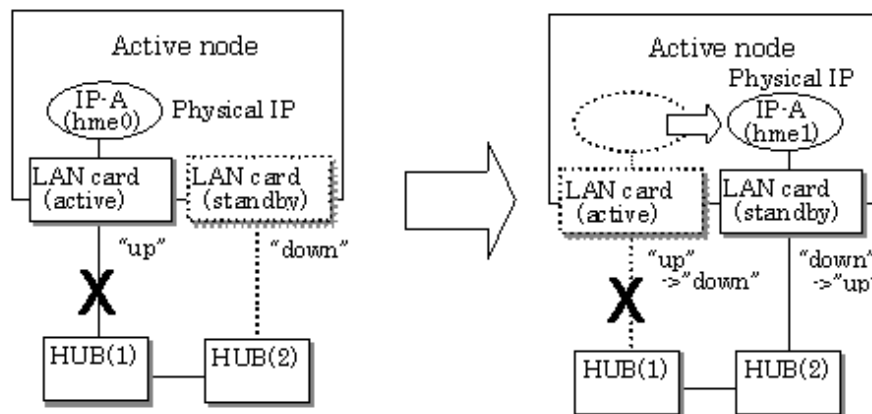 Active node
IP-A
(hme0)
Physical IP
LAN card
(active)
LAN card
(standby)
“up”
“down”
HUB(1)
HUB(2)
Active node
Physical IP
IP-A
(hme1)
LAN card
(active)
LAN card
(standby)
“up”
->“down”
“down”
->“up”
HUB(1)
HUB(2)